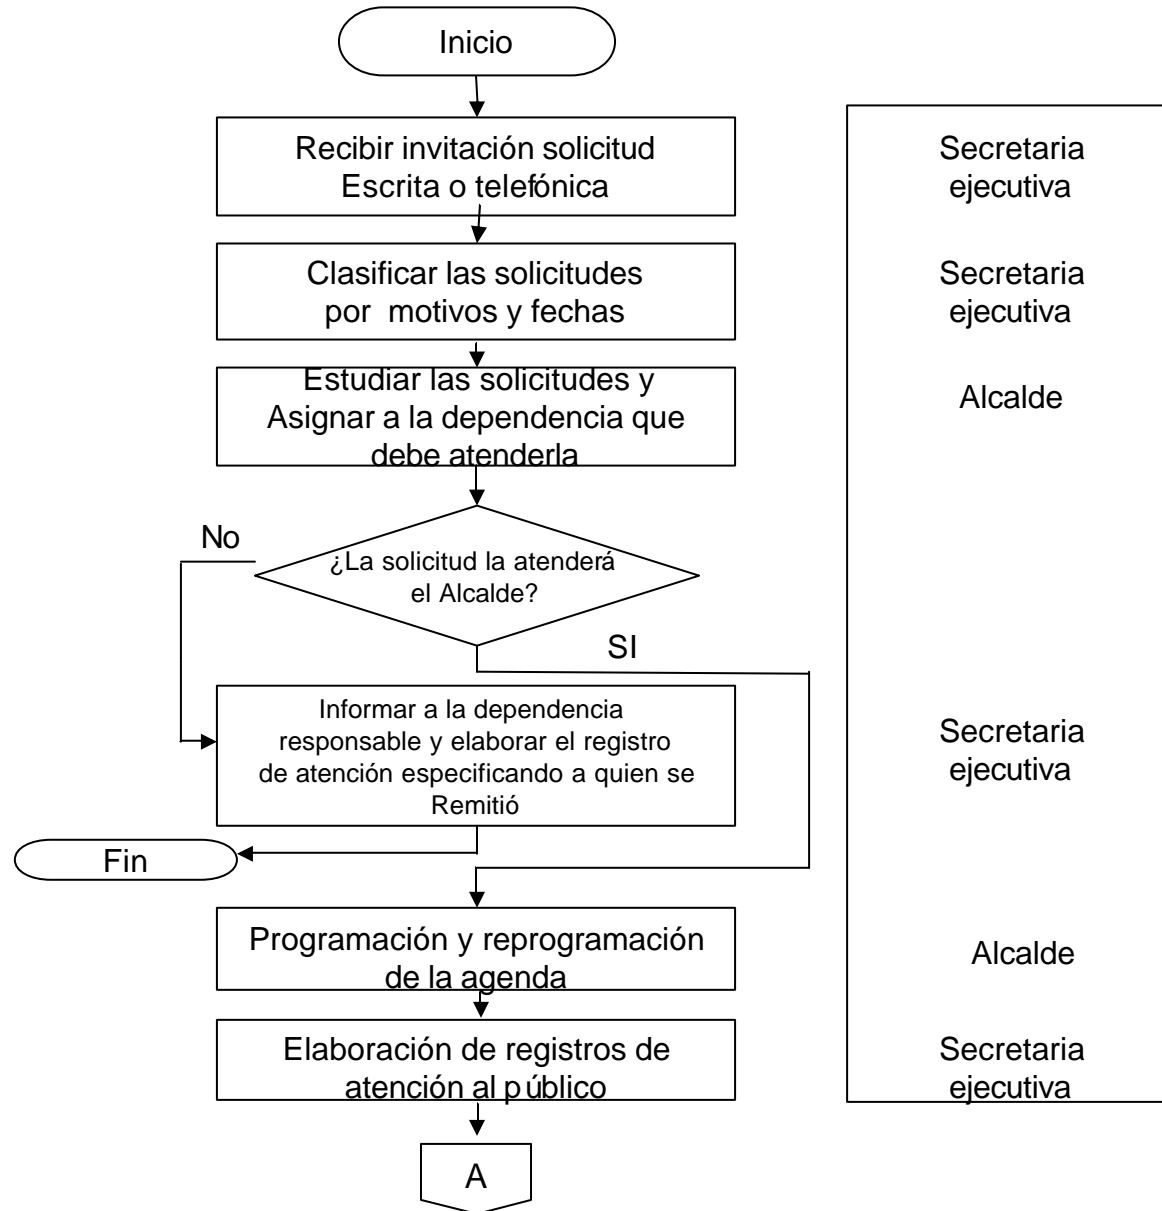 Inicio
Recibir invitación solicitud
Escrita o telefónica
Secretaria
ejecutiva
Clasificar las solicitudes
por motivos y fechas
Secretaria
ejecutiva
Estudiar las solicitudes y
Asignar a la dependencia que
debe atenderla
Alcalde
¿La solicitud la atenderá
el Alcalde?
No
SI
Informar a la dependencia
responsable y elaborar el registro
de atención especificando a quien se
Remitió
Secretaria
ejecutiva
Fin
Programación y reprogramación
de la agenda
Alcalde
Elaboración de registros de
atención al público
Secretaria
ejecutiva
A